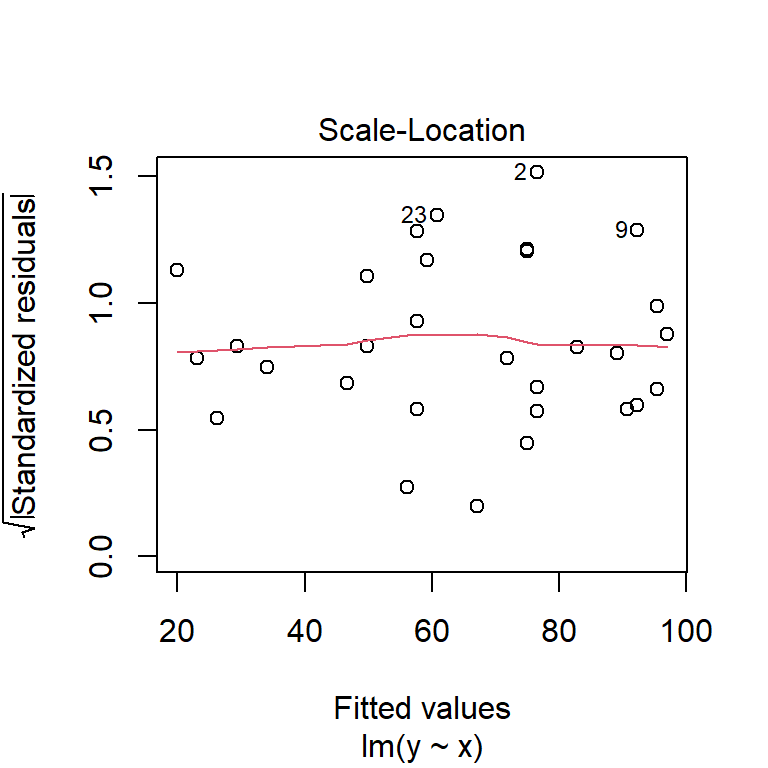 Scale-Location
√|Standardized residuals|
1.5
1.0
0.5
0.0
2
23
9
20 40 60 80 100
Fitted values
lm(y ~ x)